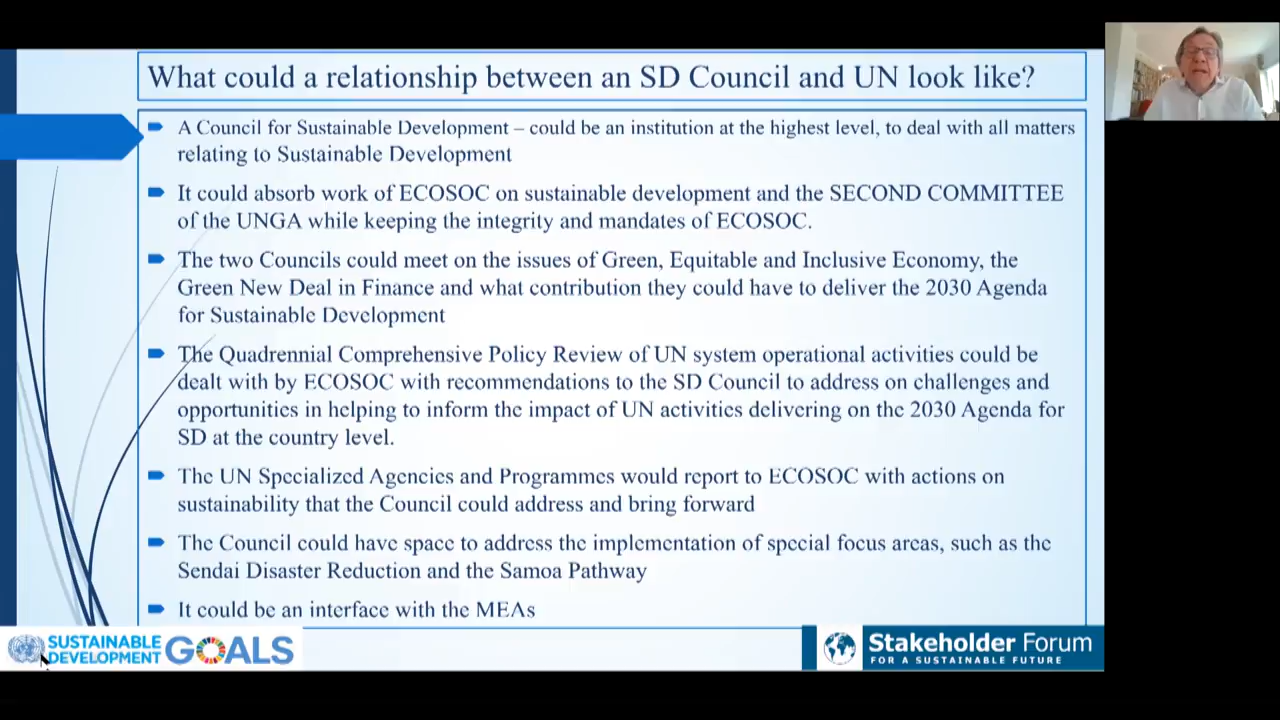 What could a relationship between an SD Council and UN look like?
A Council for Sustainable Development – could be an institution at the highest level, to deal with all matters
relating to Sustainable Development
It could absorb work of ECOSOC on sustainable development and the SECOND COMMITTEE
of the UNGA while keeping the integrity and mandates of ECOSOC.
The two Councils could meet on the issues of Green, Equitable and Inclusive Economy, the
Green New Deal in Finance and what contribution they could have to deliver the 2030 Agenda
for Sustainable Development
The Quadrennial Comprehensive Policy Review of UN system operational activities could be
dealt with by ECOSOC with recommendations to the SD Council to address on challenges and
opportunities in helping to inform the impact of UN activities delivering on the 2030 Agenda for
SD at the country level.
The UN Specialized Agencies and Programmes would report to ECOSOC with actions on
sustainability that the Council could address and bring forward
The Council could have space to address the implementation of special focus areas, such as the
Sendai Disaster Reduction and the Samoa Pathway
It could be an interface with the MEAs
SUSTAINABLE
DEVELOPMENT GOALS
Stakeholder Forum
FOR A SUSTAINABLE FUTURE